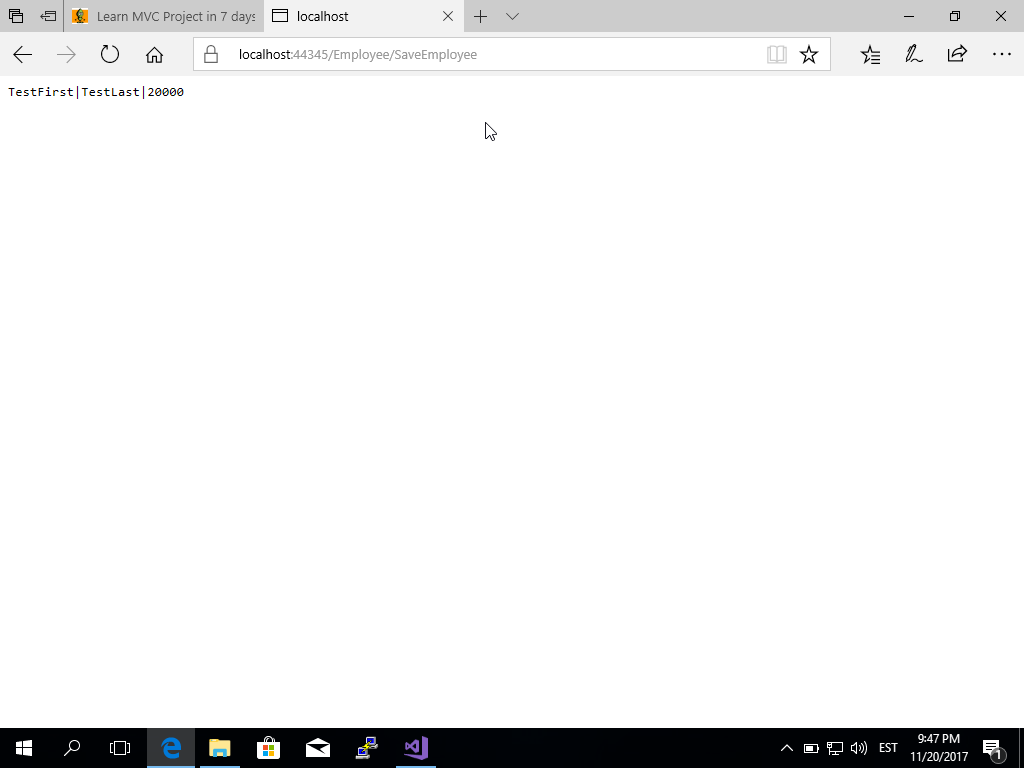 Learn MVC Project in 7 days
localhost
localhost:44345/Employee/SaveEmployee
TestFirst|TestLast|20000
EST
9:47 PM
11/20/2017
1